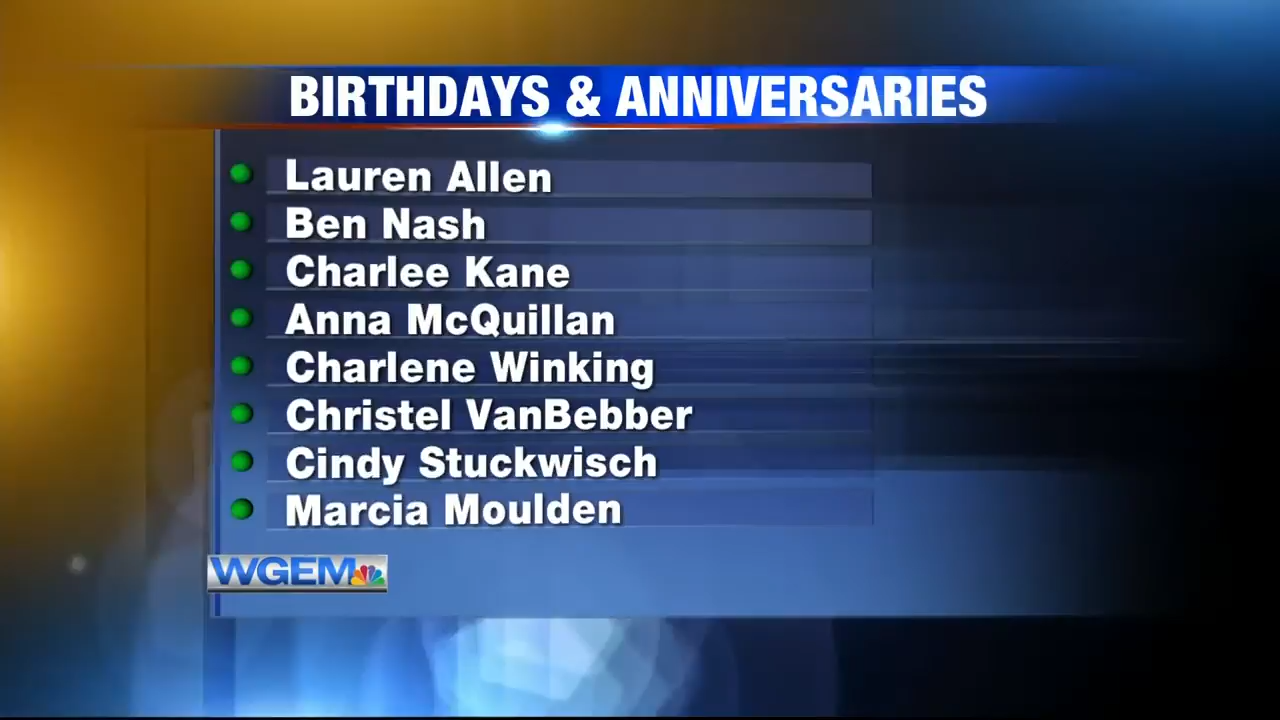 BIRTHDAYS & ANNIVERSARIES
Lauren Allen
Ben Nash
Charlee Kane
Anna McQuillan
Charlene Winking
Christel VanBebber
Cindy Stuckwisch
Marcia Moulden
WGEM